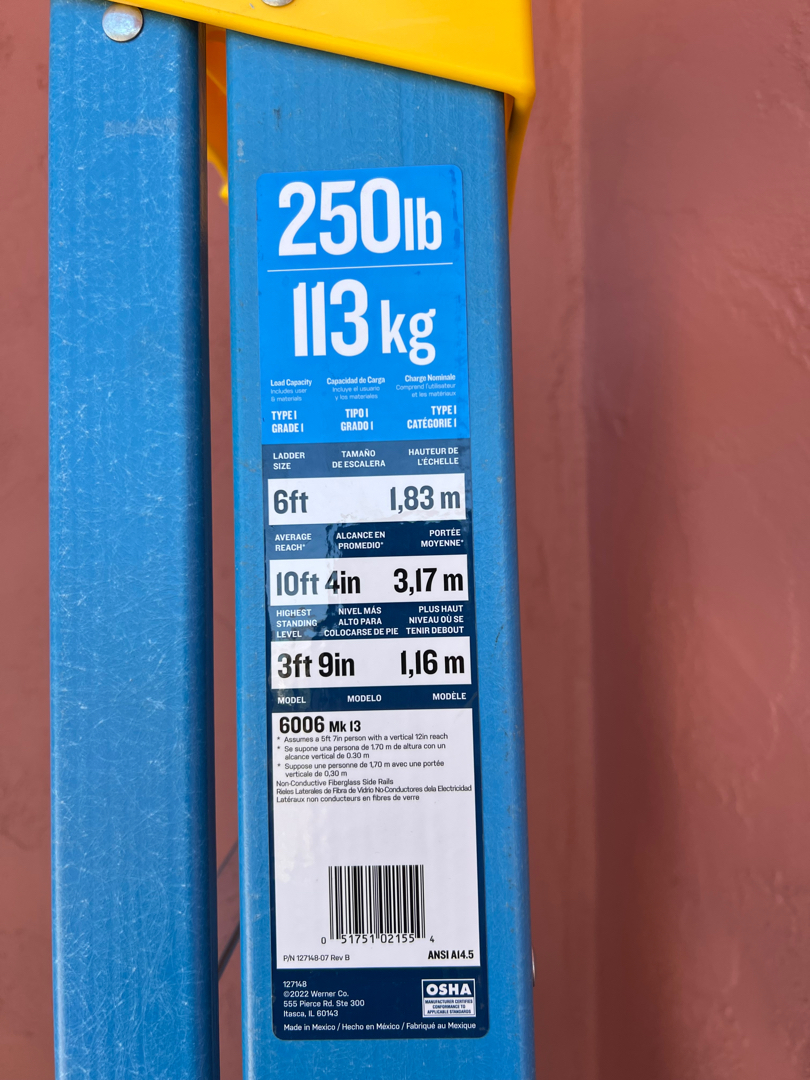 250lb
113 kg
Load Capacity Capacidad de Carga Charge Nominale
Includes user Incluye el usuario Comprend l'utilisateur
& materials y los materiales et les matériaux
TYPE I TIPO I TYPE I
GRADE I GRADO I CATÉGORIE I
LADDER TAMAÑO HAUTEUR DE
SIZE DE ESCALERA L'ÉCHELLE
6ft 1,83 m
AVERAGE ALCANCE EN PORTÉE
REACH* PROMEDIO* MOYENNE*
10ft 4in 3,17 m
HIGHEST NIVEL MÁS PLUS HAUT
STANDING ALTO PARA NIVEAU OÙ SE
LEVEL COLOCARSE DE PIE TENIR DEBOUT
3ft 9in 1,16 m
MODEL MODELO MODÈLE
6006 Mk 13
* Assumes a 5ft 7in person with a vertical 12in reach
* Se supone una persona de 1.70 m de altura con un
alcance vertical de 0.30 m
* Suppose une personne de 1,70 m avec une portée
verticale de 0,30 m
Non-Conductive Fiberglass Side Rails
Rieles Laterales de Fibra de Vidrio No-Conductores dela Electricidad
Latéraux non conducteurs en fibres de verre
0 51751 02155 4
P/N 127148-07 Rev B ANSI A14.5
127148
©2022 Werner Co.
555 Pierce Rd. Ste 300
Itasca, IL 60143
OSHA
MANUFACTURER CERTIFIES
CONFORMANCE TO
APPLICABLE STANDARDS
Made in Mexico / Hecho en México / Fabriqué au Mexique